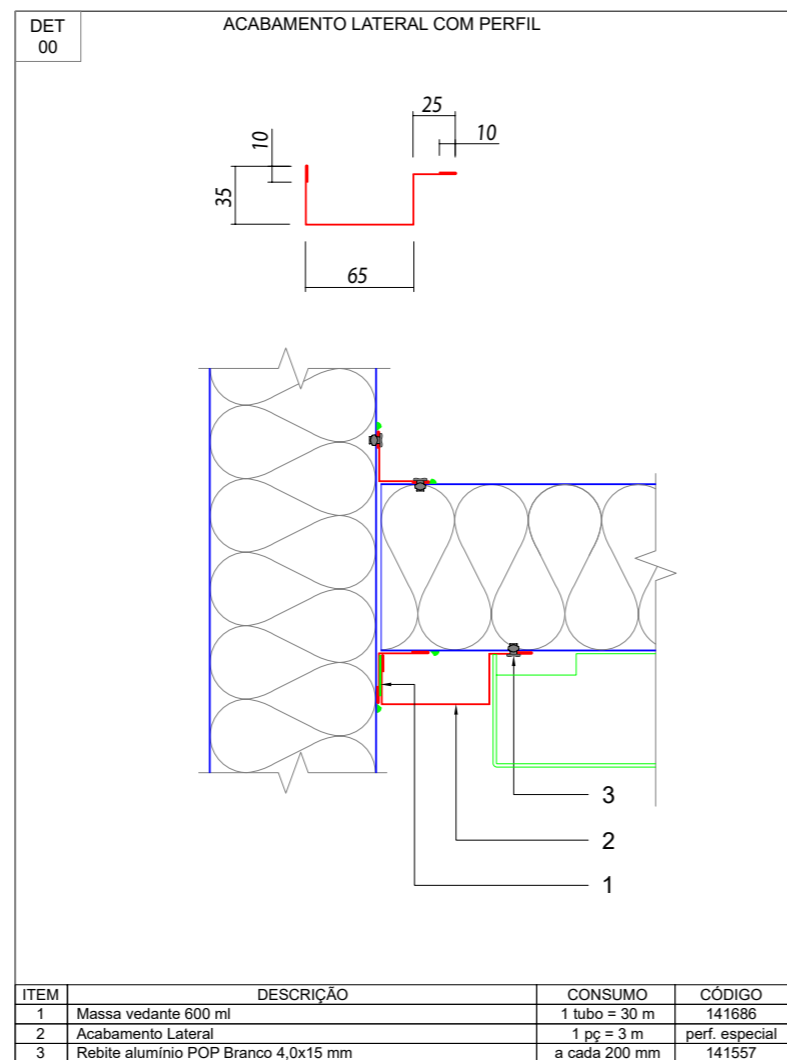 DET
00
ACABAMENTO LATERAL COM PERFIL
25
10
10
35
65
3
2
1
ITEM DESCRIÇÃO CONSUMO CÓDIGO
1 Massa vedante 600 ml 1 tubo = 30 m 141686
2 Acabamento Lateral 1 pç = 3 m perf. especial
3 Rebite alumínio POP Branco 4,0x15 mm a cada 200 mm 141557